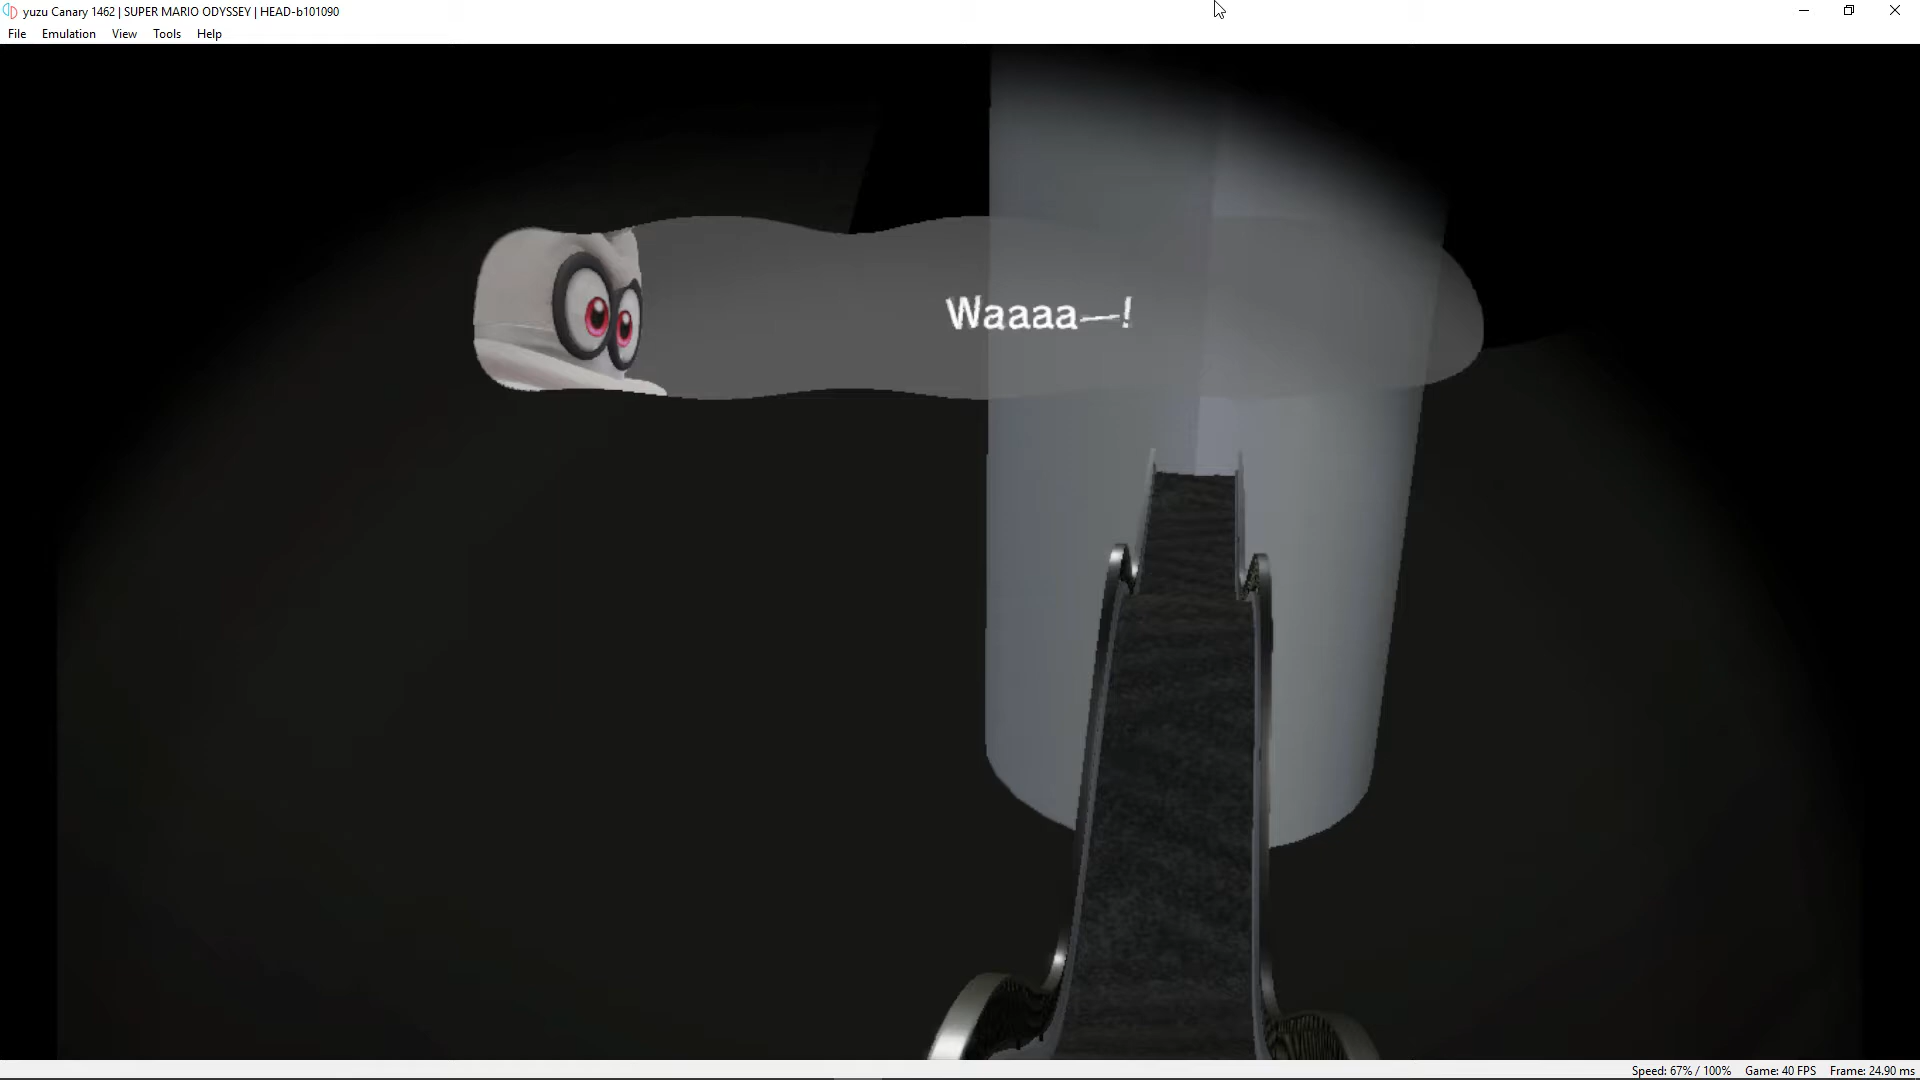 yuzu Canary 1462 | SUPER MARIO ODYSSEY | HEAD-b101090
File Emulation View Tools Help
Waaaa—!
Speed: 67% / 100% Game: 40 FPS Frame: 24.90 ms